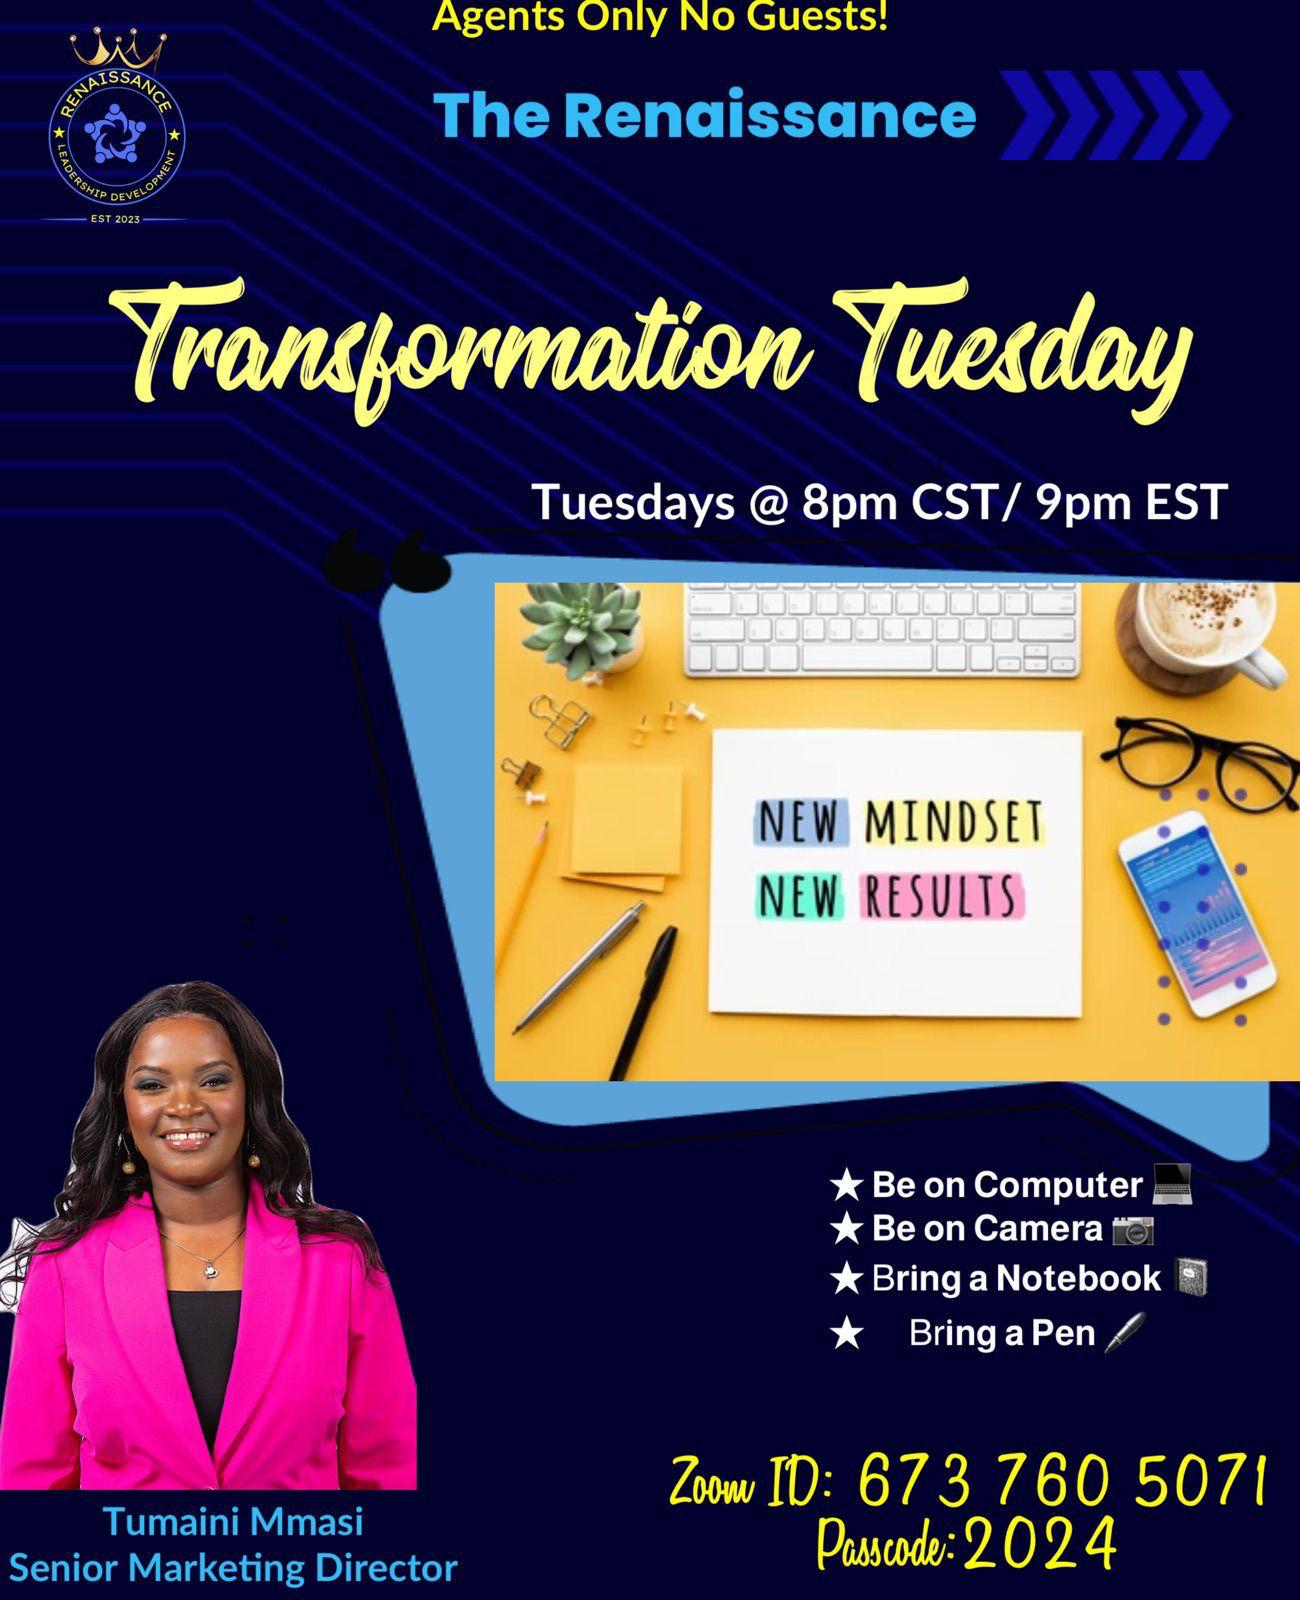 Agents Only No Guests!
RENAISSANCE
LEADERSHIP DEVELOPMENT
EST 2023
The Renaissance
Transformation Tuesday
Tuesdays @ 8pm CST/ 9pm EST
NEW MINDSET
NEW RESULTS
★ Be on Computer 💻
★ Be on Camera 📷
★ Bring a Notebook 📓
★ Bring a Pen 🖊
Zoom ID: 673 760 5071
Passcode: 2024
Tumaini Mmasi
Senior Marketing Director